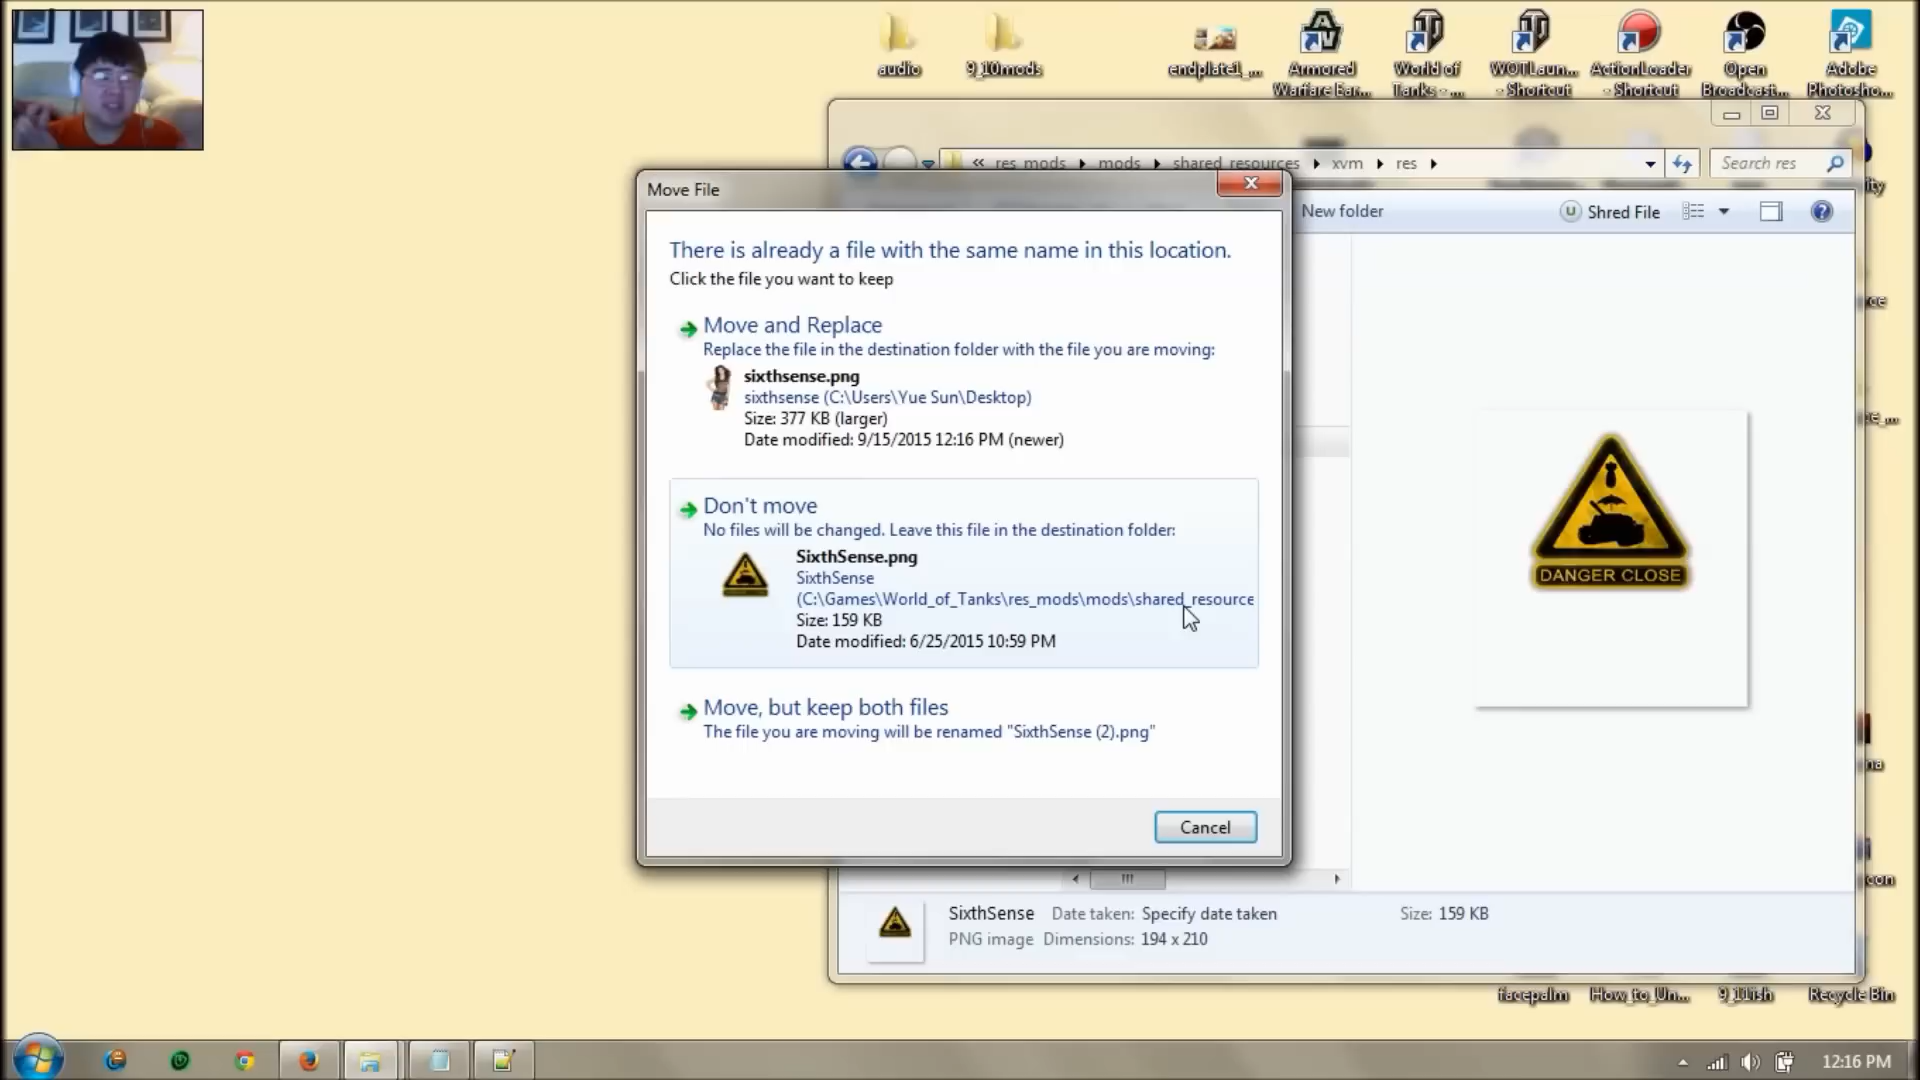 audio
9_10mods
endplate1_...
Armored
Warfare Ear...
World of
Tanks - ...
WOTLaun...
- Shortcut
ActionLoader
- Shortcut
Open
Broadcast...
Adobe
Photosho...
« res_mods mods shared_resources xvm res
Search res
Move File
New folder
Shred File
There is already a file with the same name in this location.
Click the file you want to keep
Move and Replace
Replace the file in the destination folder with the file you are moving:
sixthsense.png
sixthsense (C:\Users\Yue Sun\Desktop)
Size: 377 KB (larger)
Date modified: 9/15/2015 12:16 PM (newer)
Don't move
No files will be changed. Leave this file in the destination folder:
SixthSense.png
SixthSense
(C:\Games\World_of_Tanks\res_mods\mods\shared_resource
Size: 159 KB
Date modified: 6/25/2015 10:59 PM
DANGER CLOSE
Move, but keep both files
The file you are moving will be renamed "SixthSense (2).png"
Cancel
SixthSense Date taken: Specify date taken Size: 159 KB
PNG image Dimensions: 194 x 210
facepalm
How_to_Un...
Recycle Bin
12:16 PM